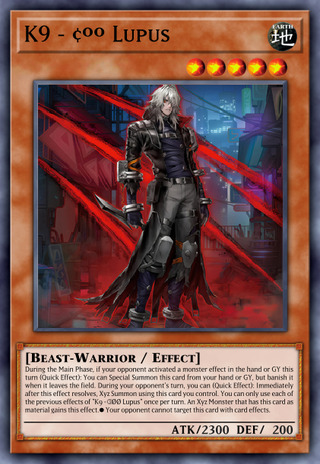 K9 - ¢⁰⁰ Lupus
EARTH
地
[Beast-Warrior / Effect]
During the Main Phase, if your opponent activated a monster effect in the hand or GY this
turn (Quick Effect): You can Special Summon this card from your hand or GY, but banish it
when it leaves the field. During your opponent's turn, you can (Quick Effect): Immediately
after this effect resolves, Xyz Summon using this card you control. You can only use each of
the previous effects of "K9 - ȻØØ Lupus" once per turn. An Xyz Monster that has this card as
material gains this effect.● Your opponent cannot target this card with card effects.
ATK/2300 DEF/ 200